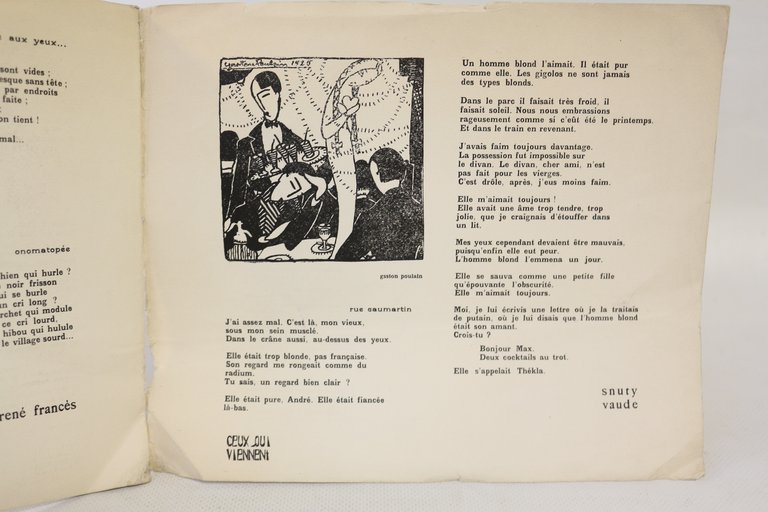 aux yeux...
sont vides ;
esque sans tête ;
par endroits
faite ;
on tient !
mal...
onomatopée
hien qui hurle ?
noir frisson
ui se burle
un cri long ?
rchet qui module
ce cri lourd.
hibou qui hulule
le village sourd...
rené francès
Gaston Poulain 1925
gaston poulain
rue caumartin
J'ai assez mal. C'est là, mon vieux,
sous mon sein musclé.
Dans le crâne aussi, au-dessus des yeux.
Elle était trop blonde, pas française.
Son regard me rongeait comme du
radium.
Tu sais, un regard bien clair ?
Elle était pure, André. Elle était fiancée
là-bas.
CEUX QUI
VIENNENT
Un homme blond l'aimait. Il était pur
comme elle. Les gigolos ne sont jamais
des types blonds.
Dans le parc il faisait très froid, il
faisait soleil. Nous nous embrassions
rageusement comme si c'eût été le printemps.
Et dans le train en revenant.
J'avais faim toujours davantage.
La possession fut impossible sur
le divan. Le divan, cher ami, n'est
pas fait pour les vierges.
C'est drôle, après, j'eus moins faim.
Elle m'aimait toujours !
Elle avait une âme trop tendre, trop
jolie, que je craignais d'étouffer dans
un lit.
Mes yeux cependant devaient être mauvais,
puisqu'enfin elle eut peur.
L'homme blond l'emmena un jour.
Elle se sauva comme une petite fille
qu'épouvante l'obscurité.
Elle m'aimait toujours.
Moi, je lui écrivis une lettre où je la traitais
de putain, où je lui disais que l'homme blond
était son amant.
Crois-tu ?
Bonjour Max.
Deux cocktails au trot.
Elle s'appelait Thékla.
snuty
vaude